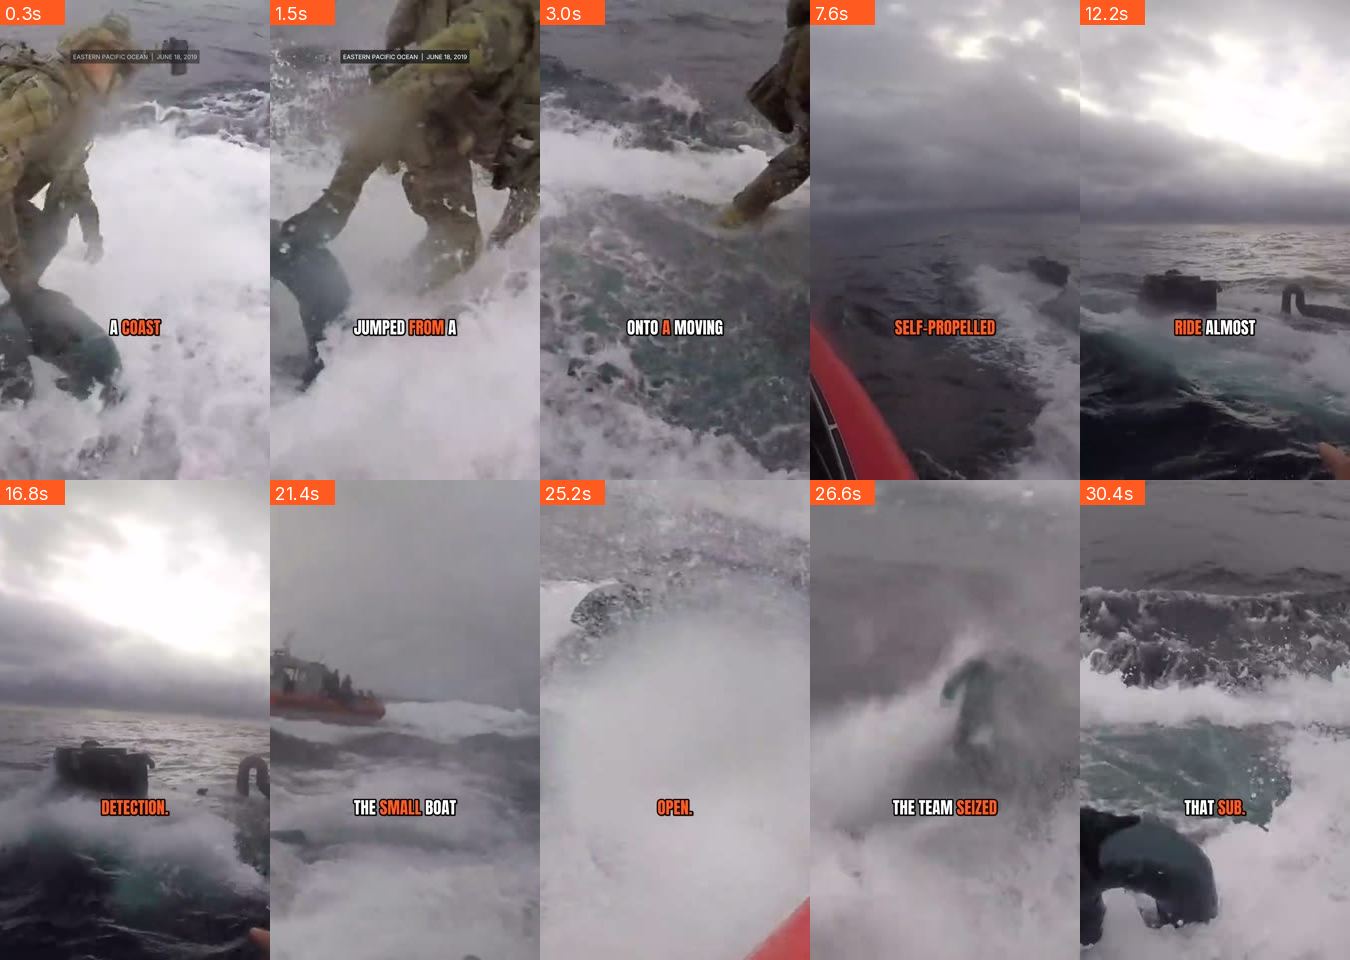 0.3s
EASTERN PACIFIC OCEAN | JUNE 18, 2019
A COAST
1.5s
EASTERN PACIFIC OCEAN | JUNE 18, 2019
JUMPED FROM A
3.0s
ONTO A MOVING
7.6s
SELF-PROPELLED
12.2s
RIDE ALMOST
16.8s
DETECTION.
21.4s
THE SMALL BOAT
25.2s
OPEN.
26.6s
THE TEAM SEIZED
30.4s
THAT SUB.